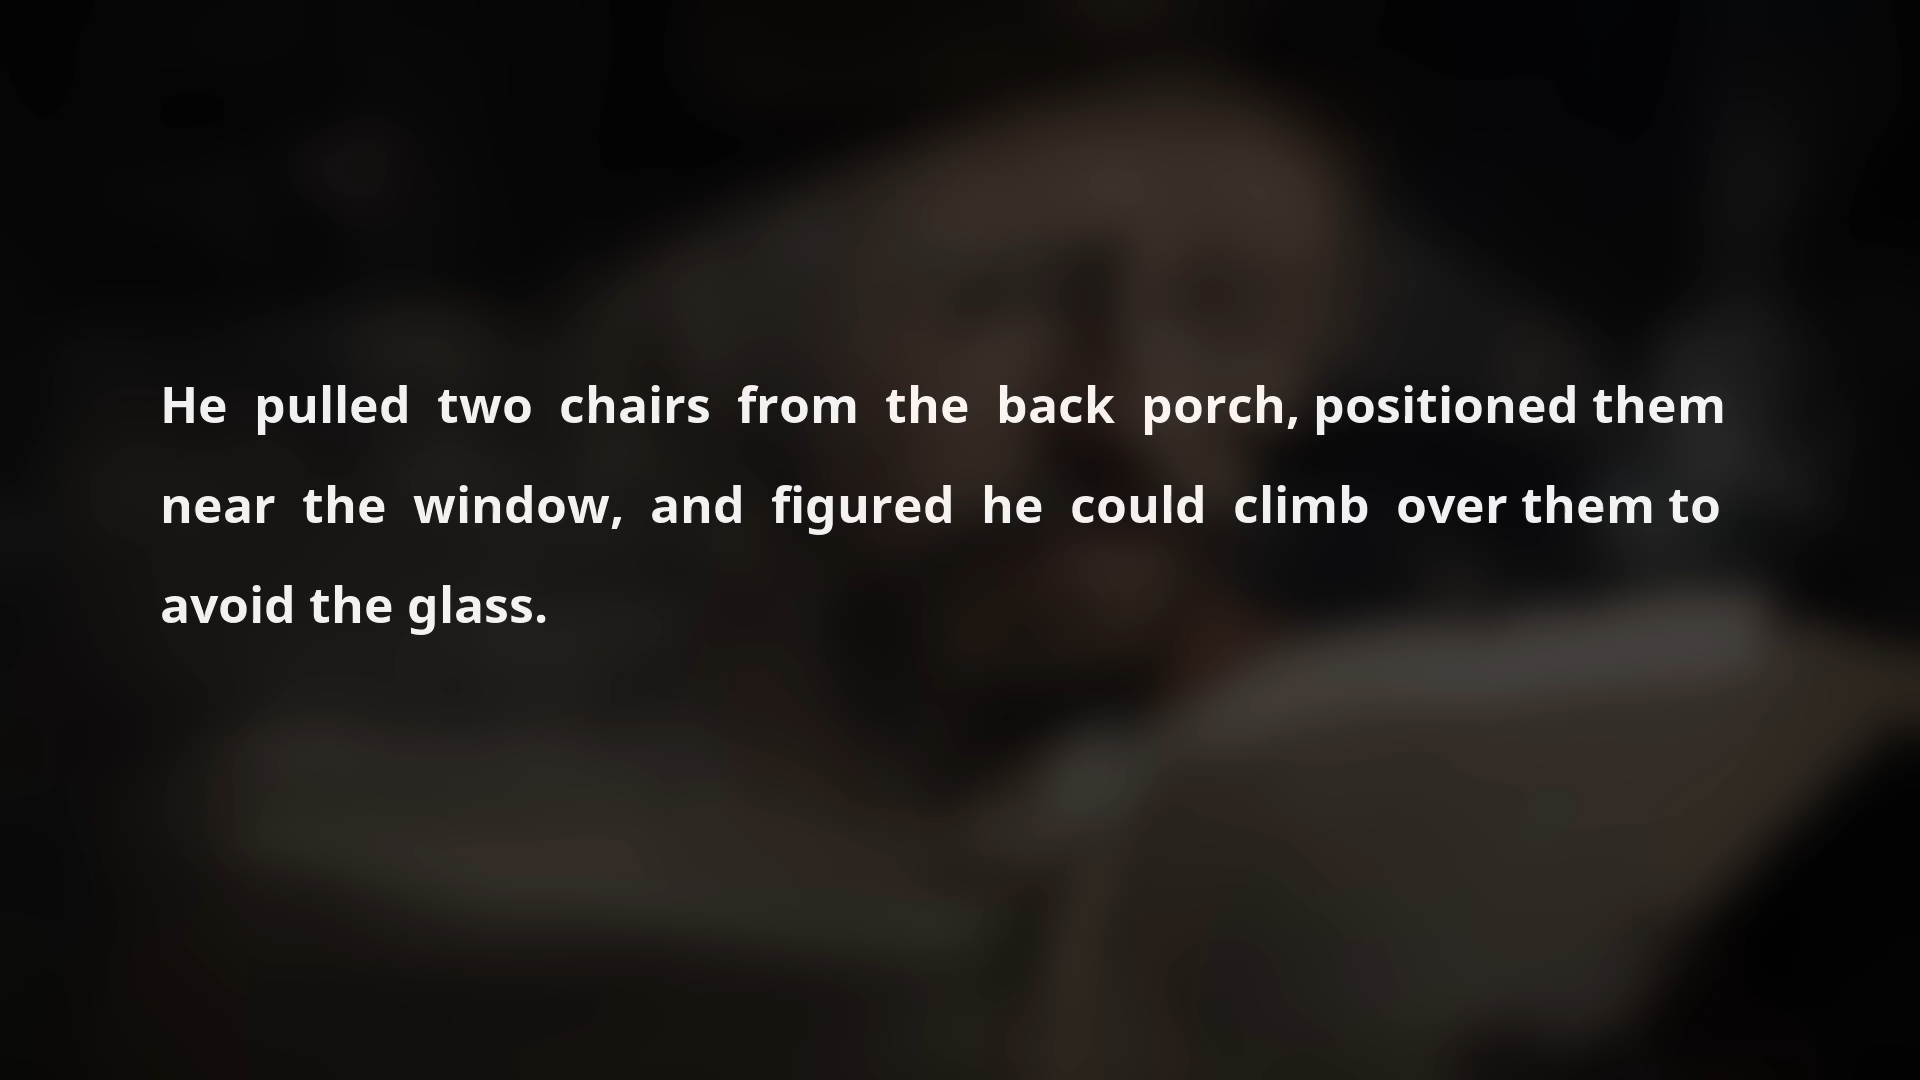 He pulled two chairs from the back porch, positioned them
near the window, and figured he could climb over them to
avoid the glass.